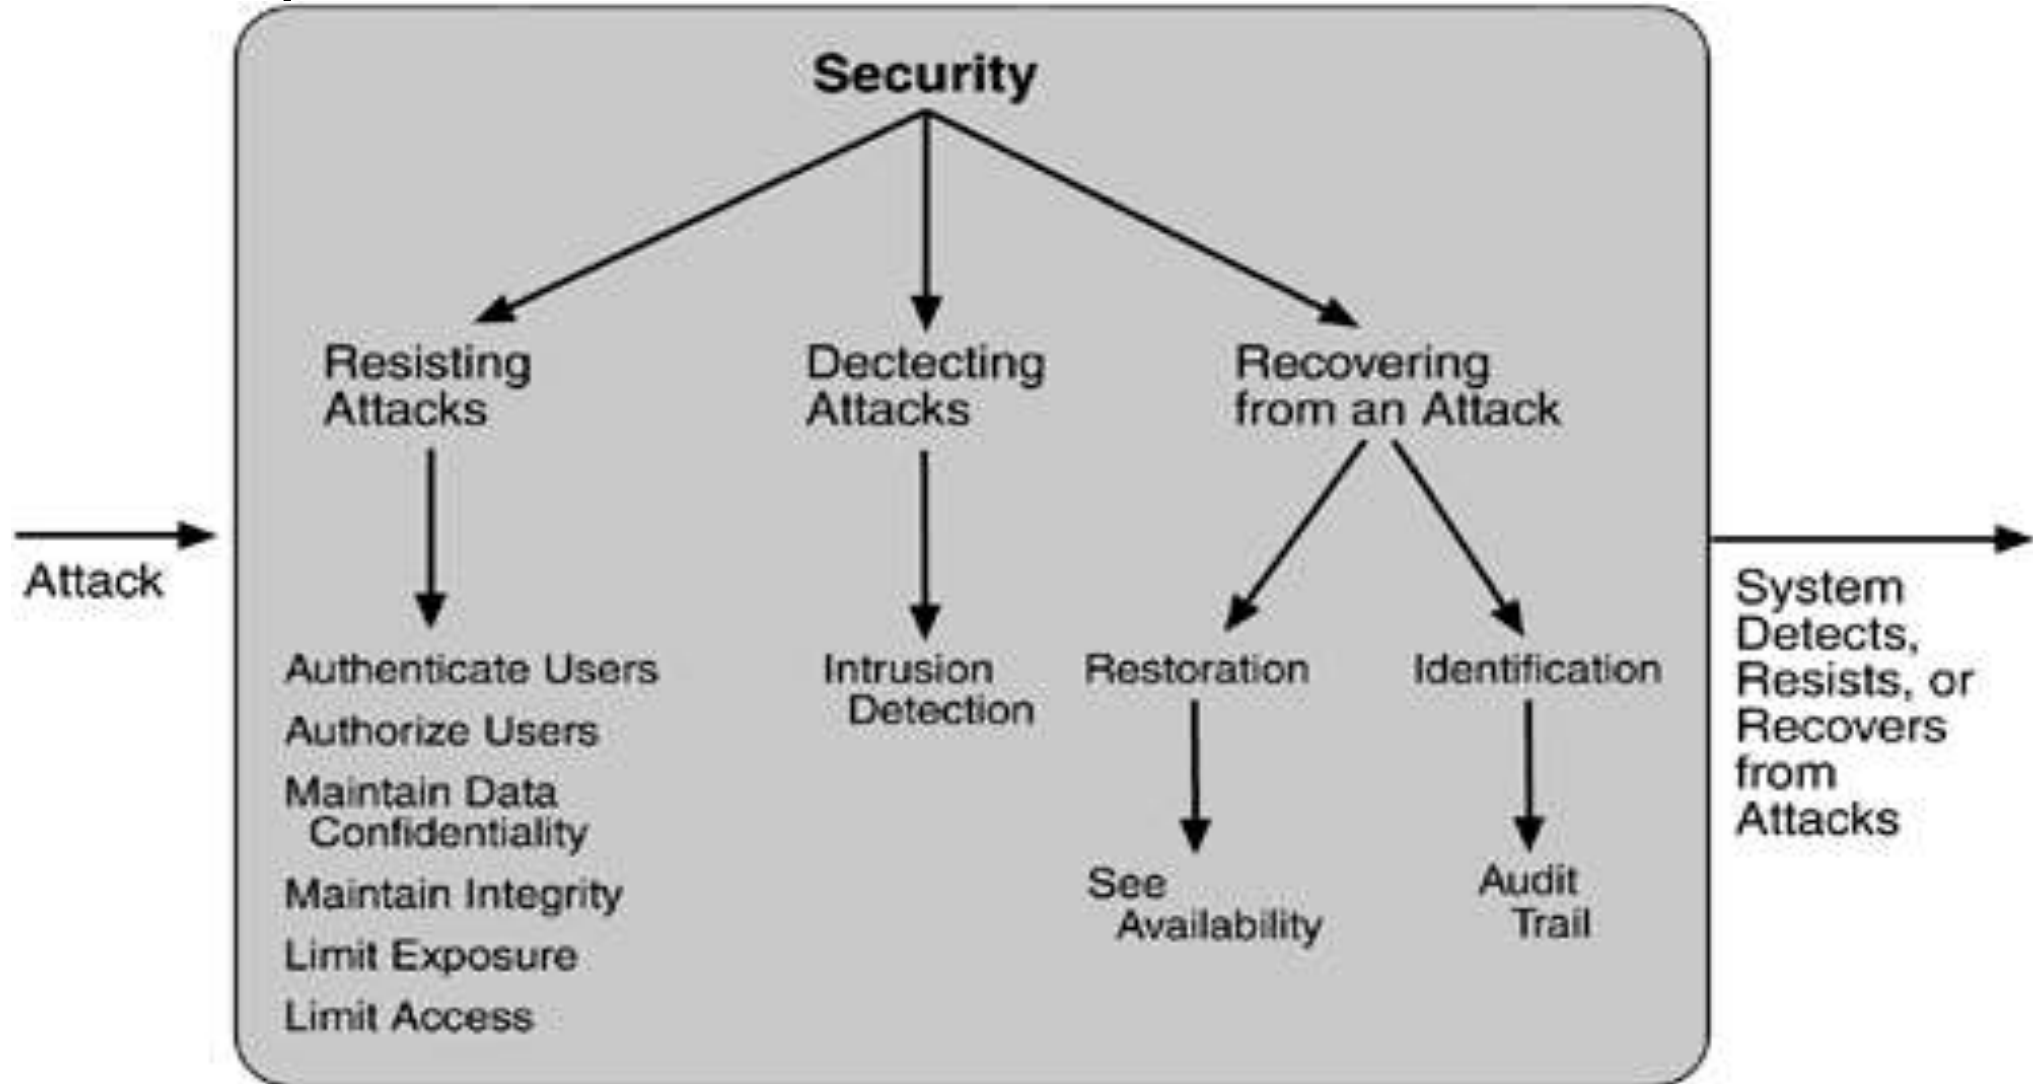 Security
Resisting
Attacks
Dectecting
Attacks
Recovering
from an Attack
Attack
Authenticate Users
Authorize Users
Maintain Data
Confidentiality
Maintain Integrity
Limit Exposure
Limit Access
Intrusion
Detection
Restoration
Identification
See
Availability
Audit
Trail
System
Detects,
Resists, or
Recovers
from
Attacks